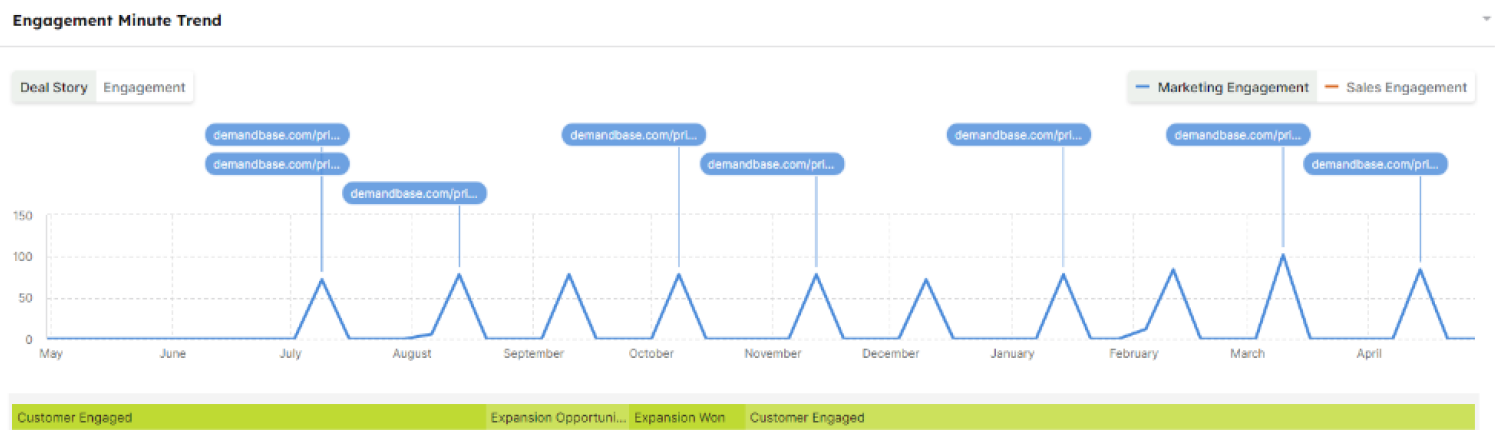 Engagement Minute Trend
Deal Story Engagement
Marketing Engagement Sales Engagement
demandbase.com/pri... demandbase.com/pri... demandbase.com/pri... demandbase.com/pri...
demandbase.com/pri... demandbase.com/pri... demandbase.com/pri...
demandbase.com/pri...
150
100
50
0
May June July August September October November December January February March April
Customer Engaged Expansion Opportuni... Expansion Won Customer Engaged